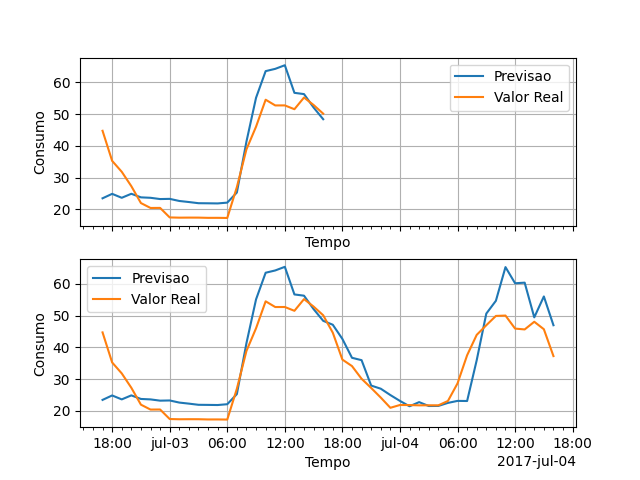 60
50
40
30
20
Consumo
Previsao
Valor Real
Tempo
60
50
40
30
20
Consumo
Previsao
Valor Real
18:00 jul-03 06:00 12:00 18:00 jul-04 06:00 12:00 18:00
Tempo
2017-jul-04